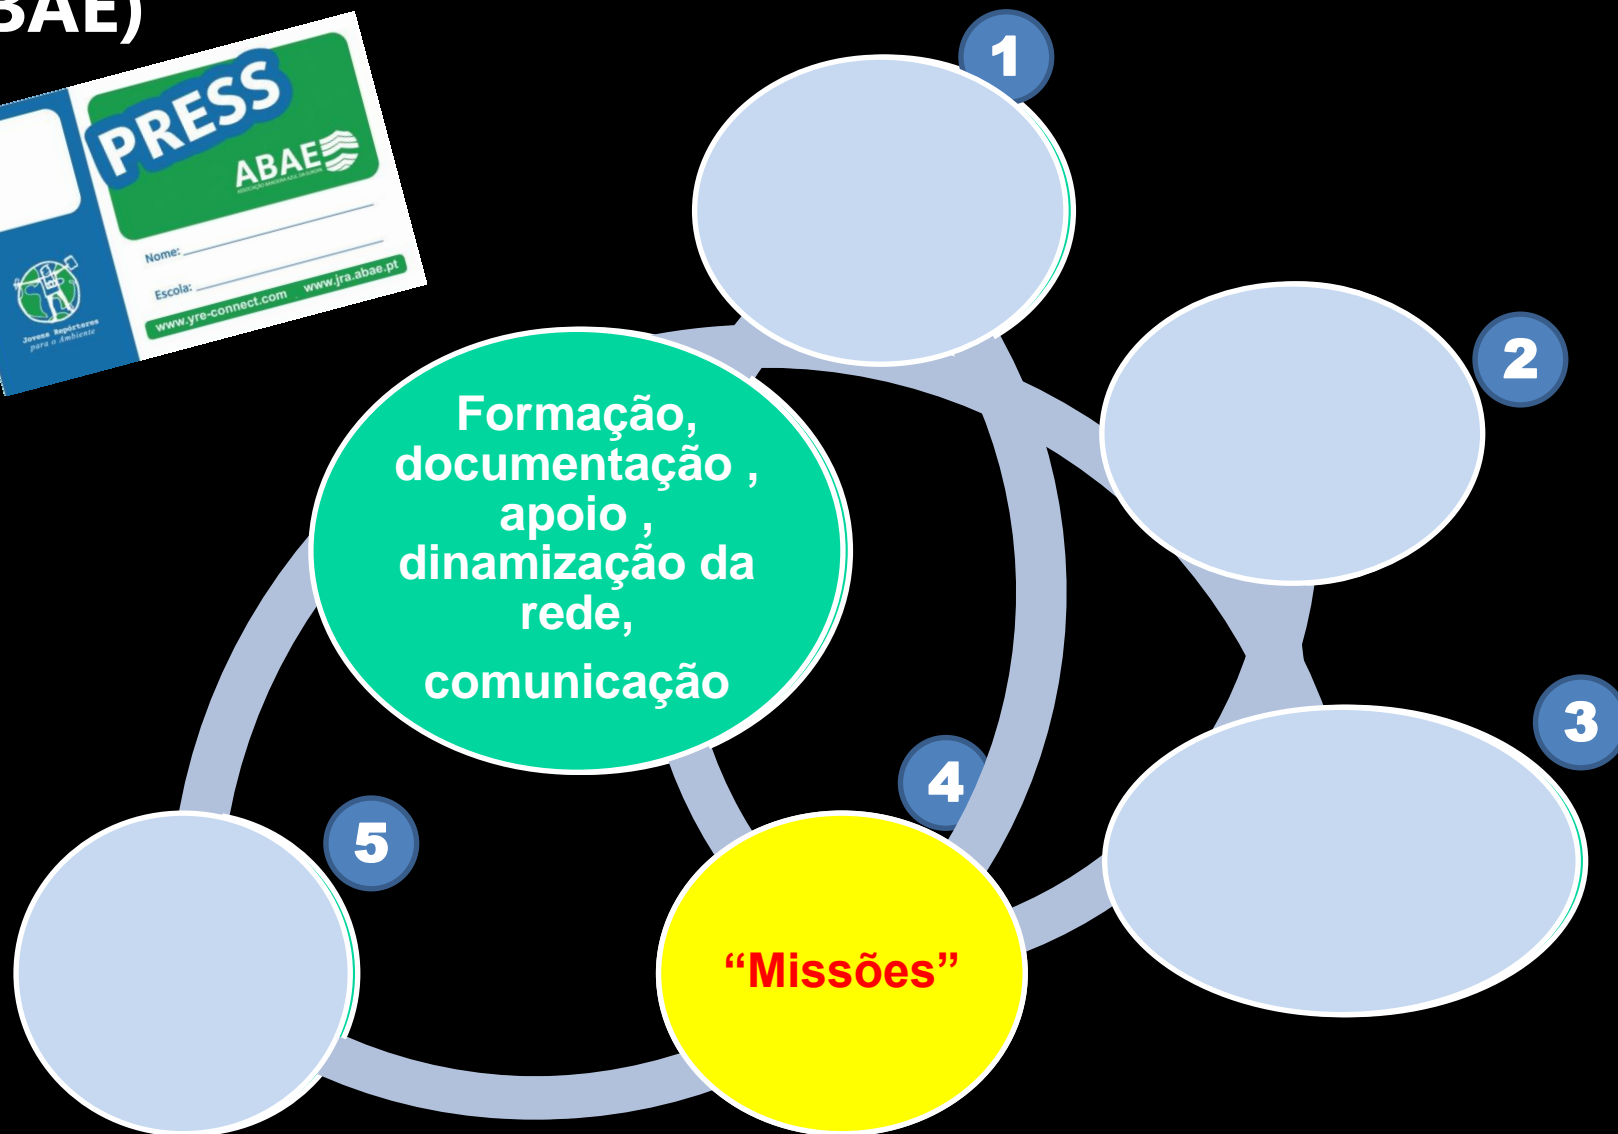 BAE)
PRESS
ABAE
Nome:
Escola:
www.yre-connect.com www.jra.abae.pt
Jovens Repórteres
para o Ambiente
1
2
Formação,
documentação ,
apoio ,
dinamização da
rede,
comunicação
3
4
5
“Missões”